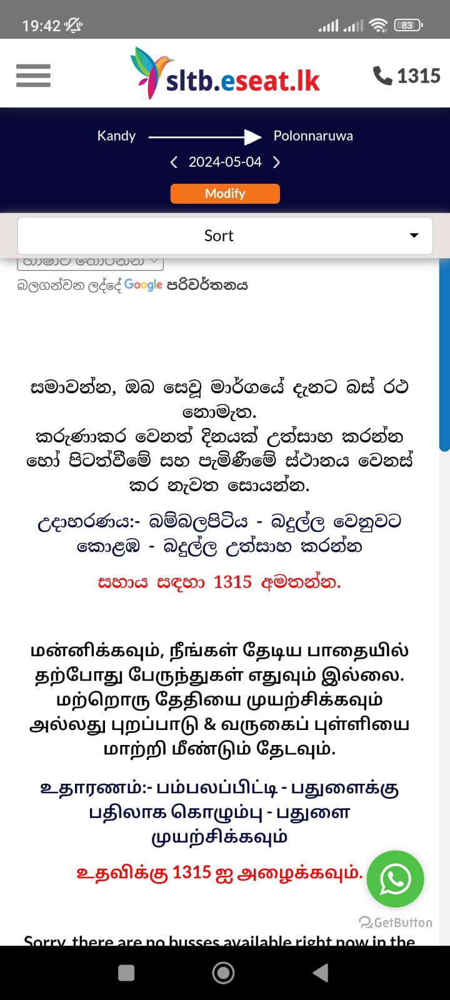 19:42
83
sltb.eseat.lk
1315
Kandy
Polonnaruwa
2024-05-04
Modify
Sort
භාෂාව තෝරන්න
බලගන්වන ලද්දේ Google පරිවර්තනය
සමාවන්න, ඔබ සෙවූ මාර්ගයේ දැනට බස් රථ
නොමැත.
කරුණාකර වෙනත් දිනයක් උත්සාහ කරන්න
හෝ පිටත්වීමේ සහ පැමිණීමේ ස්ථානය වෙනස්
කර නැවත සොයන්න.
උදාහරණය:- බම්බලපිටිය - බදුල්ල වෙනුවට
කොළඹ - බදුල්ල උත්සාහ කරන්න
සහාය සඳහා 1315 අමතන්න.
மன்னிக்கவும், நீங்கள் தேடிய பாதையில்
தற்போது பேருந்துகள் எதுவும் இல்லை.
மற்றொரு தேதியை முயற்சிக்கவும்
அல்லது புறப்பாடு & வருகைப் புள்ளியை
மாற்றி மீண்டும் தேடவும்.
உதாரணம்:- பம்பலப்பிட்டி - பதுளைக்கு
பதிலாக கொழும்பு - பதுளை
முயற்சிக்கவும்
உதவிக்கு 1315 ஐ அழைக்கவும்.
GetButton
Sorry, there are no busses available right now in the